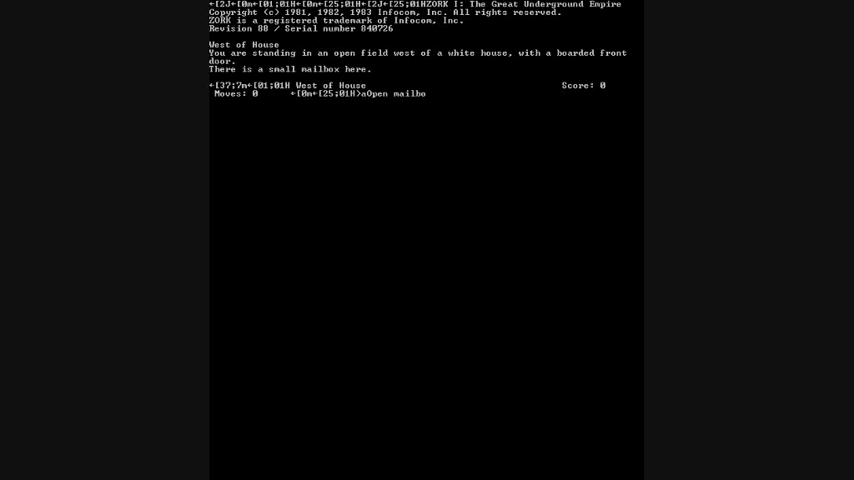 ←[2J←[0m←[01;01H←[0m←[25;01H←[2J←[25;01HZORK I: The Great Underground Empire
Copyright (c) 1981, 1982, 1983 Infocom, Inc. All rights reserved.
ZORK is a registered trademark of Infocom, Inc.
Revision 88 / Serial number 840726
West of House
You are standing in an open field west of a white house, with a boarded front
door.
There is a small mailbox here.
←[37;7m←[01;01H West of House Score: 0
Moves: 0 ←[0m←[25;01H>aOpen mailbo